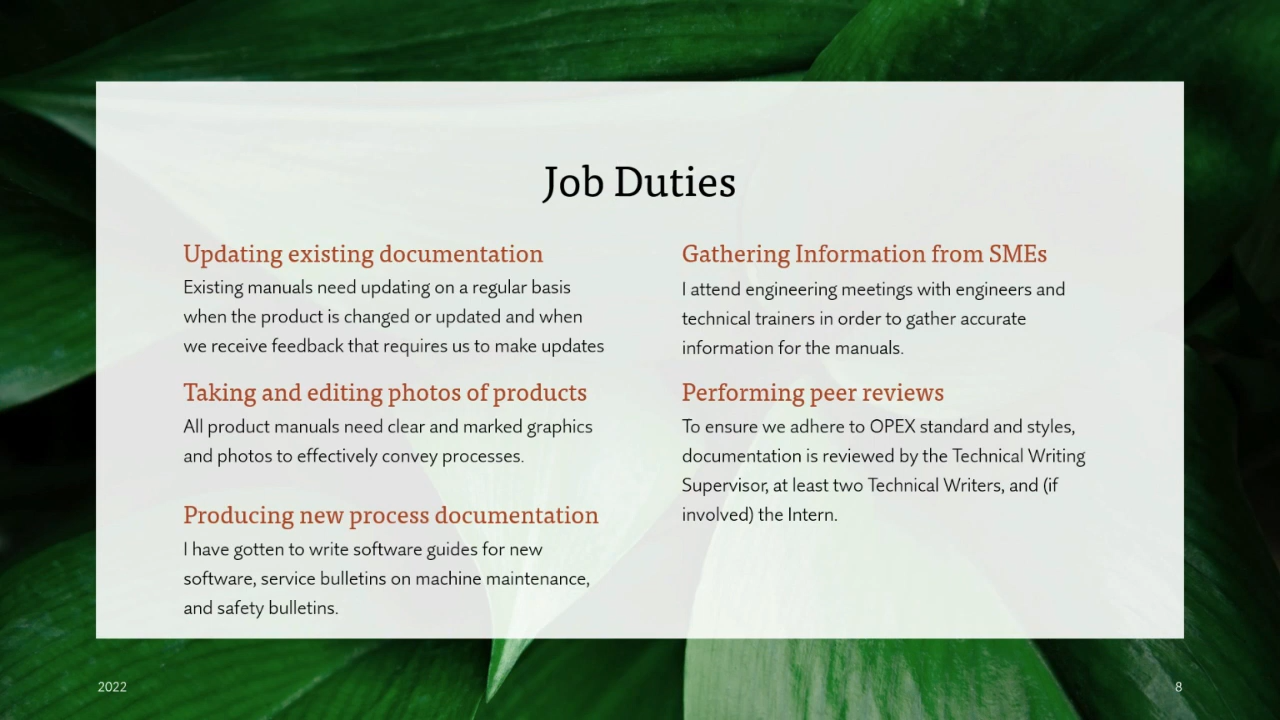 Job Duties
Updating existing documentation
Existing manuals need updating on a regular basis
when the product is changed or updated and when
we receive feedback that requires us to make updates
Taking and editing photos of products
All product manuals need clear and marked graphics
and photos to effectively convey processes.
Producing new process documentation
I have gotten to write software guides for new
software, service bulletins on machine maintenance,
and safety bulletins.
Gathering Information from SMEs
I attend engineering meetings with engineers and
technical trainers in order to gather accurate
information for the manuals.
Performing peer reviews
To ensure we adhere to OPEX standard and styles,
documentation is reviewed by the Technical Writing
Supervisor, at least two Technical Writers, and (if
involved) the Intern.
2022
8